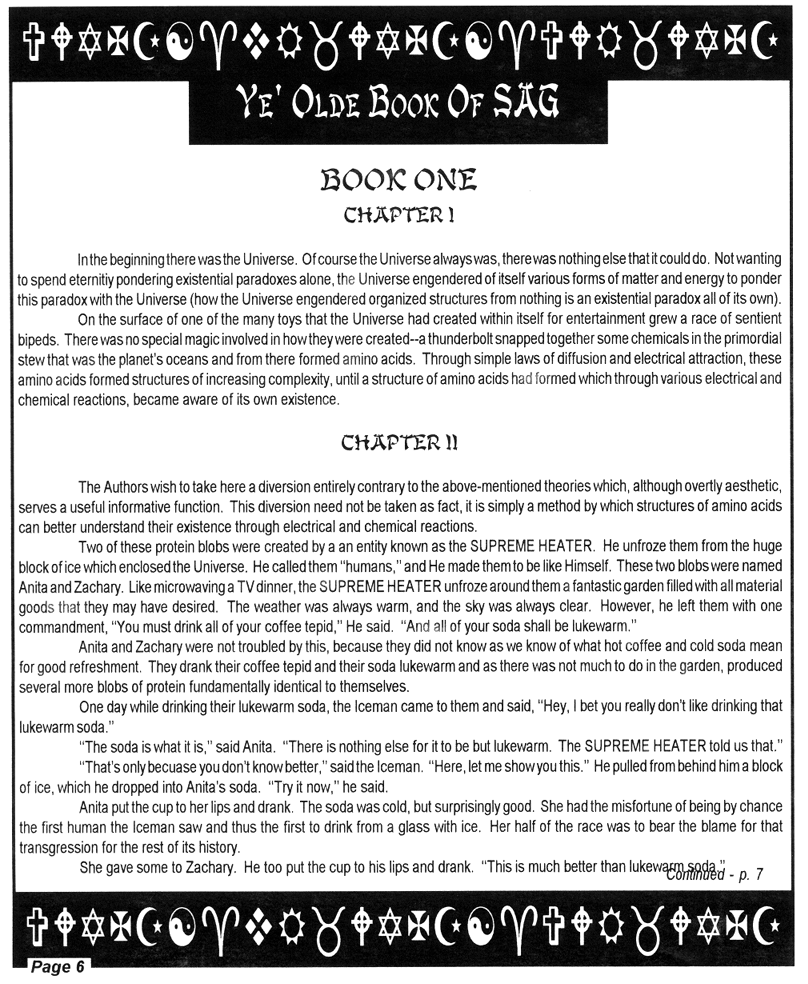 YE' OLDE BOOK OF SAG
BOOK ONE
CHAPTER I
In the beginning there was the Universe. Of course the Universe always was, there was nothing else that it could do. Not wanting
to spend eternitiy pondering existential paradoxes alone, the Universe engendered of itself various forms of matter and energy to ponder
this paradox with the Universe (how the Universe engendered organized structures from nothing is an existential paradox all of its own).
On the surface of one of the many toys that the Universe had created within itself for entertainment grew a race of sentient
bipeds. There was no special magic involved in how they were created--a thunderbolt snapped together some chemicals in the primordial
stew that was the planet's oceans and from there formed amino acids. Through simple laws of diffusion and electrical attraction, these
amino acids formed structures of increasing complexity, until a structure of amino acids had formed which through various electrical and
chemical reactions, became aware of its own existence.
CHAPTER II
The Authors wish to take here a diversion entirely contrary to the above-mentioned theories which, although overtly aesthetic,
serves a useful informative function. This diversion need not be taken as fact, it is simply a method by which structures of amino acids
can better understand their existence through electrical and chemical reactions.
Two of these protein blobs were created by a an entity known as the SUPREME HEATER. He unfroze them from the huge
block of ice which enclosed the Universe. He called them “humans,” and He made them to be like Himself. These two blobs were named
Anita and Zachary. Like microwaving a TV dinner, the SUPREME HEATER unfroze around them a fantastic garden filled with all material
goods that they may have desired. The weather was always warm, and the sky was always clear. However, he left them with one
commandment, “You must drink all of your coffee tepid,” He said. “And all of your soda shall be lukewarm.”
Anita and Zachary were not troubled by this, because they did not know as we know of what hot coffee and cold soda mean
for good refreshment. They drank their coffee tepid and their soda lukewarm and as there was not much to do in the garden, produced
several more blobs of protein fundamentally identical to themselves.
One day while drinking their lukewarm soda, the Iceman came to them and said, “Hey, I bet you really don't like drinking that
lukewarm soda.”
“The soda is what it is,” said Anita. “There is nothing else for it to be but lukewarm. The SUPREME HEATER told us that.”
“That's only becuase you don't know better,” said the Iceman. “Here, let me show you this.” He pulled from behind him a block
of ice, which he dropped into Anita's soda. “Try it now,” he said.
Anita put the cup to her lips and drank. The soda was cold, but surprisingly good. She had the misfortune of being by chance
the first human the Iceman saw and thus the first to drink from a glass with ice. Her half of the race was to bear the blame for that
transgression for the rest of its history.
She gave some to Zachary. He too put the cup to his lips and drank. “This is much better than lukewarm soda.”
Continued - p. 7
Page 6